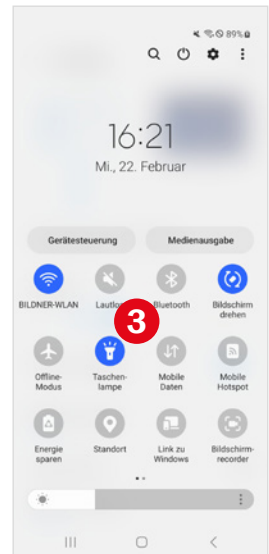 89%
16:21
Mi., 22. Februar
Gerätesteuerung Medienausgabe
BILDNER-WLAN Lautlos Bluetooth Bildschirm drehen
3
Offline-Modus Taschen-lampe Mobile Daten Mobile Hotspot
Energie sparen Standort Link zu Windows Bildschirm-recorder